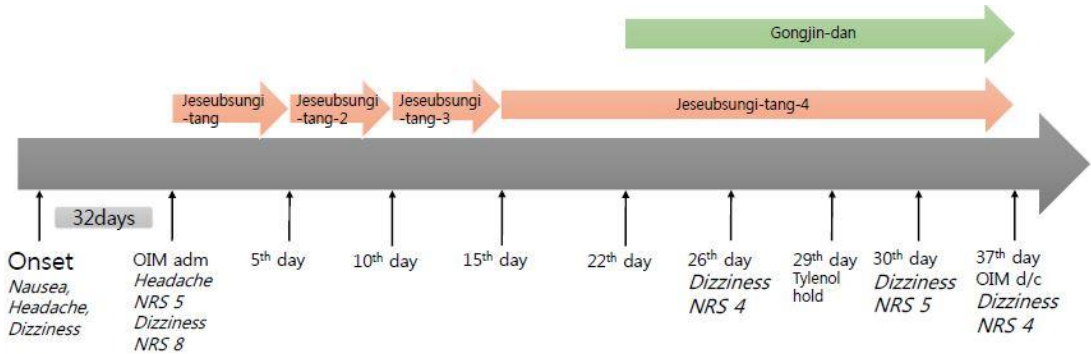 Gongjin-dan
Jeseubsungi
-tang
Jeseubsungi
-tang-2
Jeseubsungi
-tang-3
Jeseubsungi-tang-4
32days
Onset
Nausea,
Headache,
Dizziness
OIM adm
Headache
NRS 5
Dizziness
NRS 8
5th day
10th day
15th day
22th day
26th day
Dizziness
NRS 4
29th day
Tylenol
hold
30th day
Dizziness
NRS 5
37th day
OIM d/c
Dizziness
NRS 4